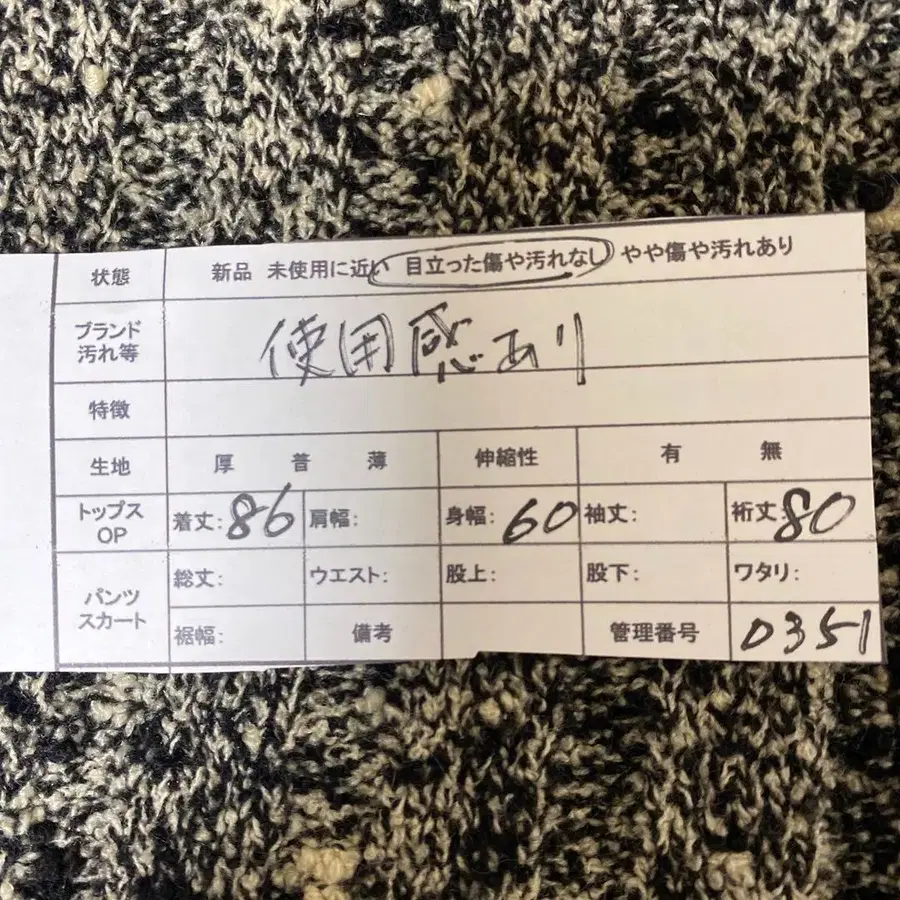 状態 新品 未使用に近い 目立った傷や汚れなし やや傷や汚れあり
ブランド
汚れ等
使用感あり
特徴
生地 厚 普 薄 伸縮性 有 無
トップス
OP
着丈:86 肩幅: 身幅:60 袖丈: 裄丈:80
パンツ
スカート
総丈: ウエスト: 股上: 股下: ワタリ:
裾幅: 備考 管理番号 0351